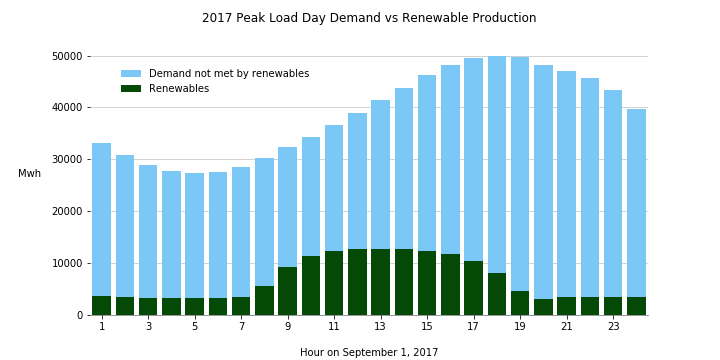 2017 Peak Load Day Demand vs Renewable Production
50000
Demand not met by renewables
Renewables
40000
30000
Mwh
20000
10000
0
1 3 5 7 9 11 13 15 17 19 21 23
Hour on September 1, 2017